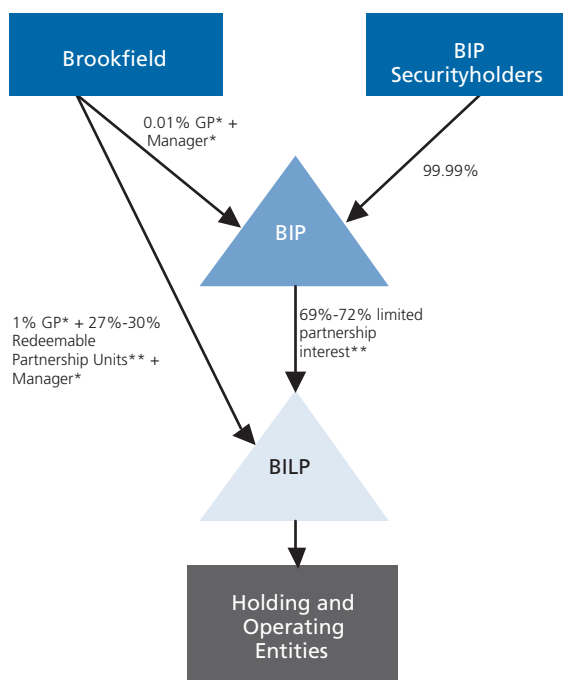 Brookfield
BIP
Securityholders
0.01% GP* +
Manager*
99.99%
BIP
1% GP* + 27%-30%
Redeemable
Partnership Units** +
Manager*
69%-72% limited
partnership
interest**
BILP
Holding and
Operating
Entities